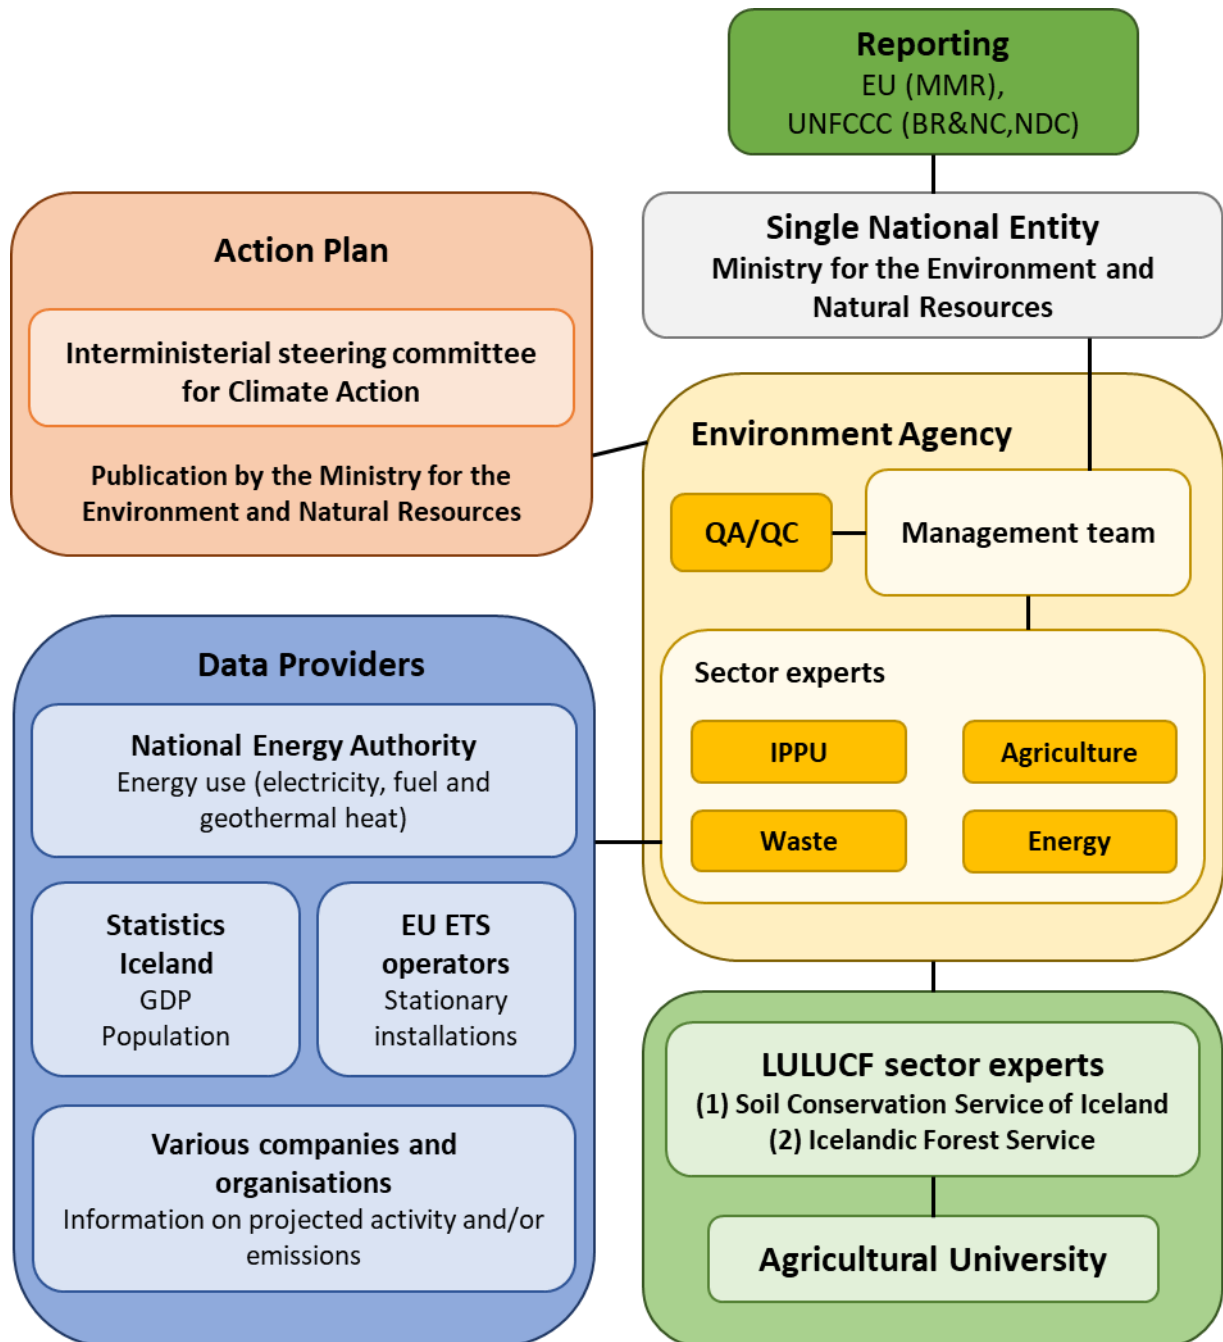 Reporting
EU (MMR),
UNFCCC (BR&NC,NDC)
Single National Entity
Ministry for the Environment and
Natural Resources
Action Plan
Interministerial steering committee
for Climate Action
Publication by the Ministry for the
Environment and Natural Resources
Environment Agency
QA/QC
Management team
Sector experts
IPPU
Agriculture
Waste
Energy
Data Providers
National Energy Authority
Energy use (electricity, fuel and
geothermal heat)
Statistics
Iceland
GDP
Population
EU ETS
operators
Stationary
installations
Various companies and
organisations
Information on projected activity and/or
emissions
LULUCF sector experts
(1) Soil Conservation Service of Iceland
(2) Icelandic Forest Service
Agricultural University